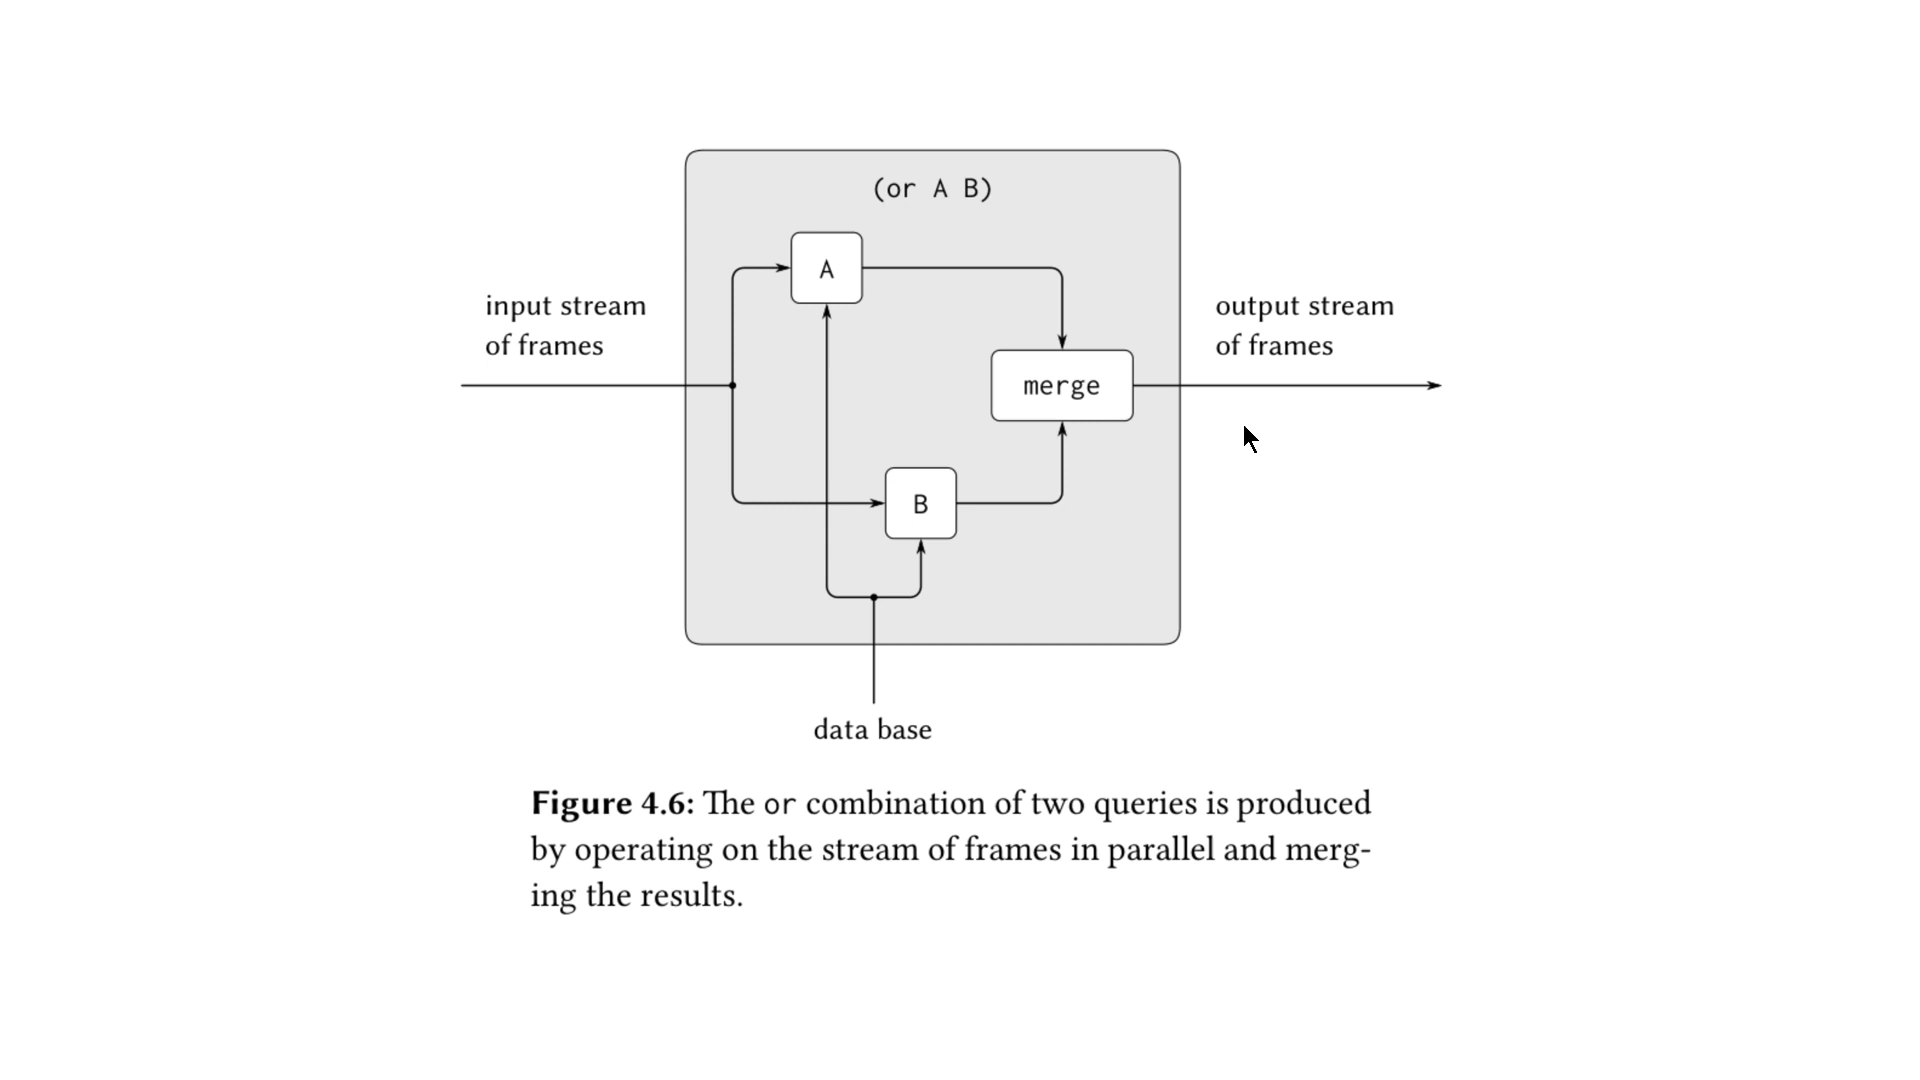 (or A B)
A
input stream
of frames
output stream
of frames
merge
B
data base
Figure 4.6: The or combination of two queries is produced
by operating on the stream of frames in parallel and merg-
ing the results.